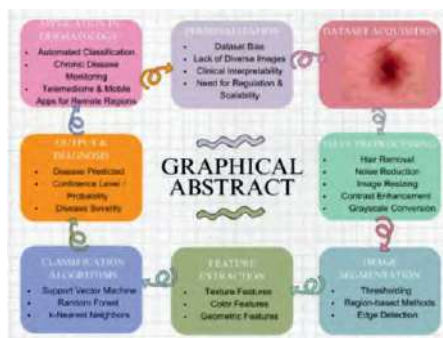 APPLICATION IN
DERMATOLOGY
Automated Classification
Chronic Disease
Monitoring
Telemedicine & Mobile
Apps for Remote Regions
Dataset Bias
Lack of Diverse Images
Clinical Interpretability
Need for Regulation &
Scalability
DATASET ACQUISITION
OUTPUT &
DIAGNOSIS
Disease Predicted
Confidence Level /
Probability
Disease Severity
GRAPHICAL
ABSTRACT
Hair Removal
Noise Reduction
Image Resizing
Contrast Enhancement
Grayscale Conversion
CLASSIFICATION
ALGORITHMS
Support Vector Machine
Random Forest
k-Nearest Neighbors
FEATURE
EXTRACTION
Texture Features
Color Features
Geometric Features
IMAGE
SEGMENTATION
Thresholding
Region-based Methods
Edge Detection